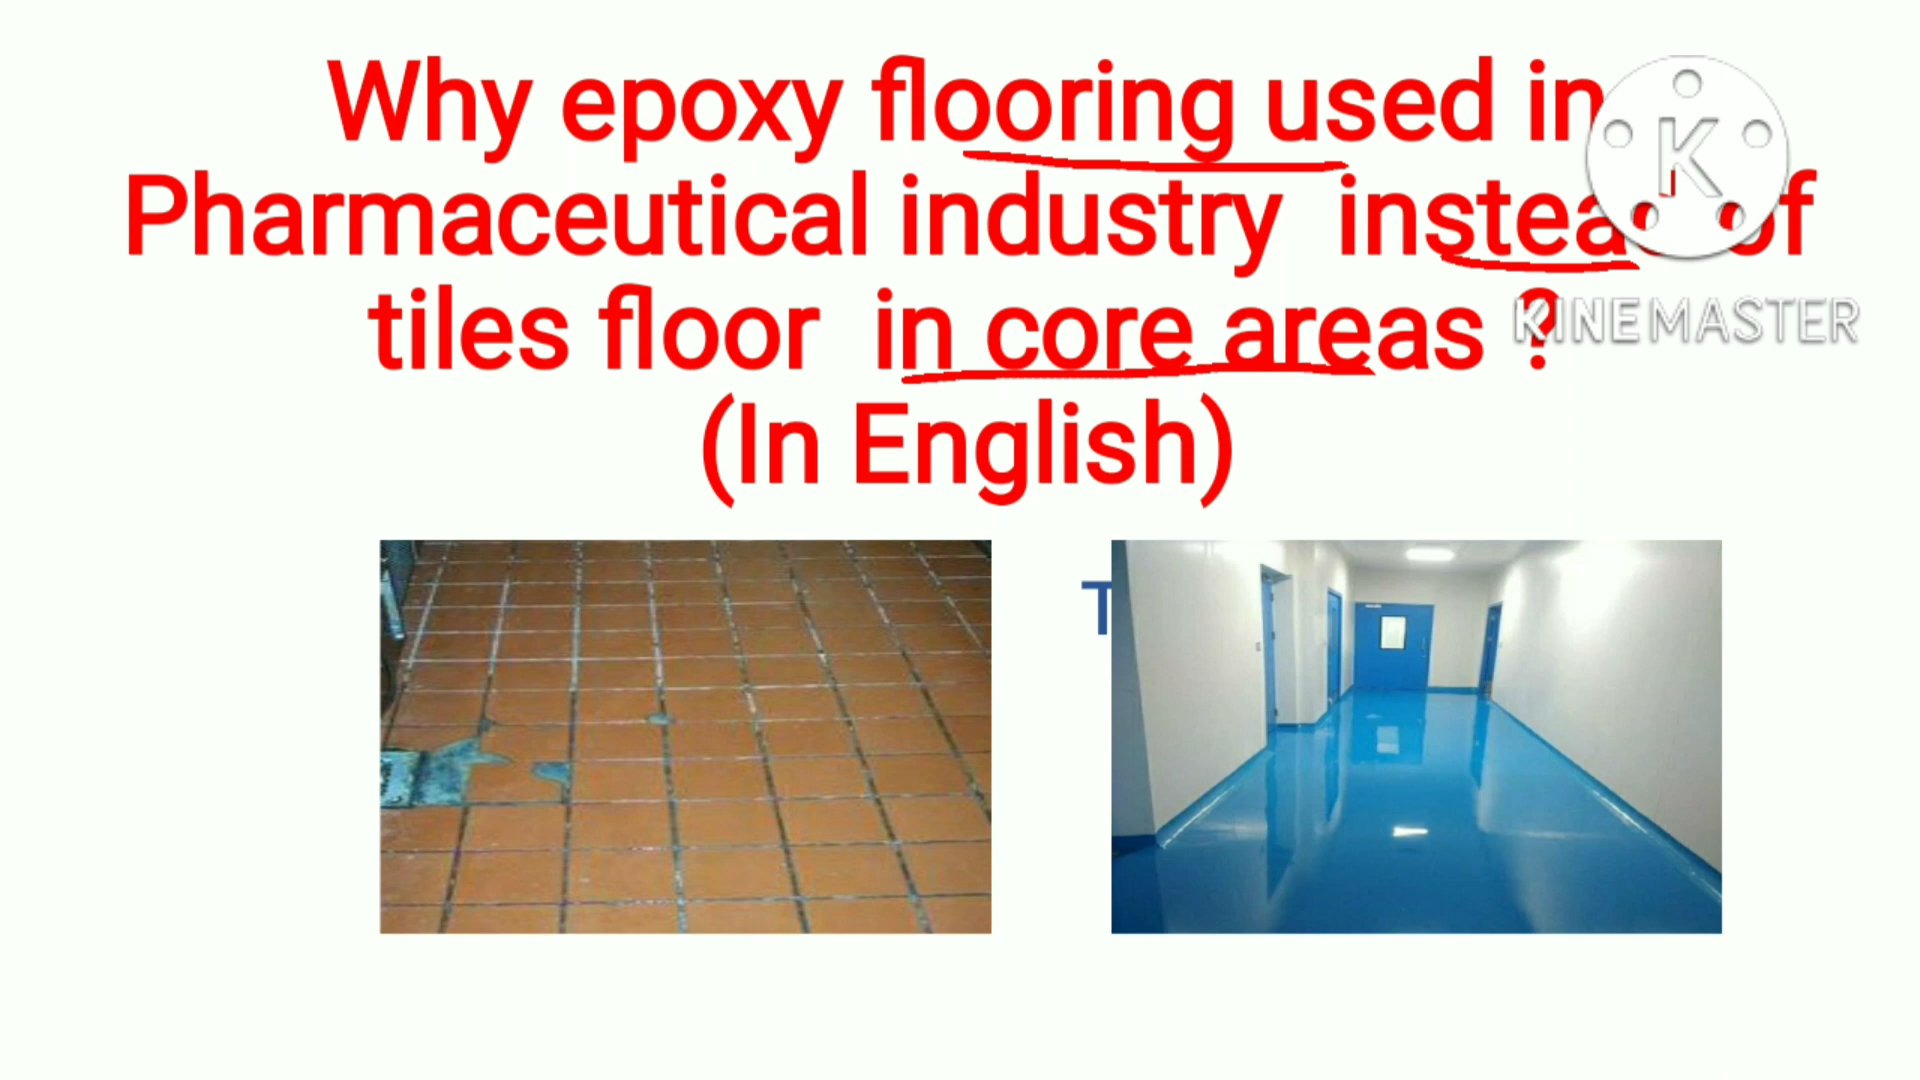 Why epoxy flooring used in
Pharmaceutical industry instead of
tiles floor in core areas ?
(In English)
K
KINEMASTER
T